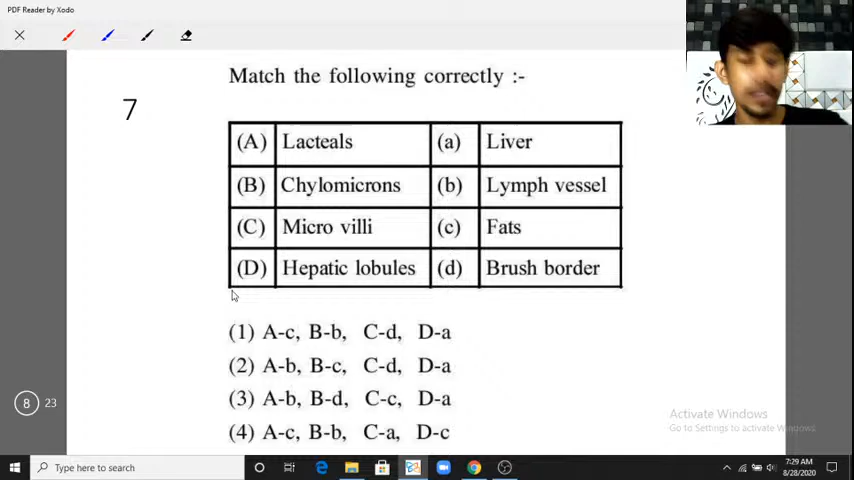 PDF Reader by Xodo
7
Match the following correctly :-
(A) Lacteals (a) Liver
(B) Chylomicrons (b) Lymph vessel
(C) Micro villi (c) Fats
(D) Hepatic lobules (d) Brush border
(1) A-c, B-b, C-d, D-a
(2) A-b, B-c, C-d, D-a
(3) A-b, B-d, C-c, D-a
(4) A-c, B-b, C-a, D-c
8 23
Activate Windows
Go to Settings to activate Windows.
Type here to search
7:29 AM
8/28/2020